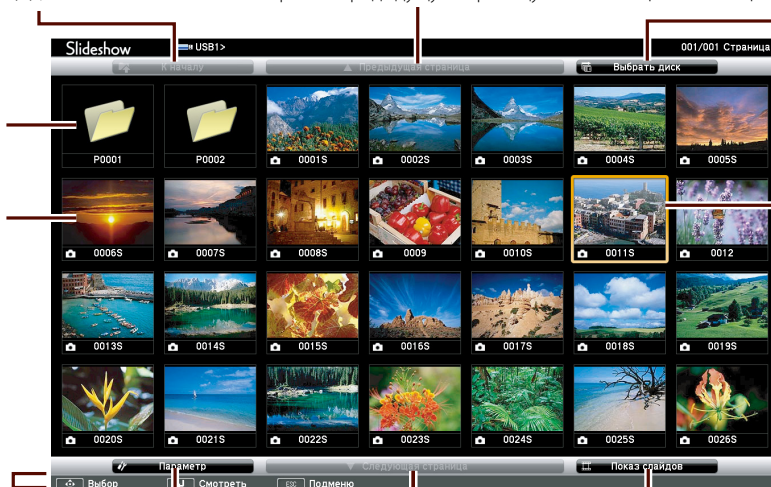 Slideshow USB1> 001/001 Страница
К началу Предыдущая страница Выбрать диск
P0001 P0002 0001S 0002S 0003S 0004S 0005S
0006S 0007S 0008S 0009 0010S 0011S 0012
0013S 0014S 0015S 0016S 0017S 0018S 0019S
0020S 0021S 0022S 0023S 0024S 0025S 0026S
Параметр Следующая страница Показ слайдов
Выбор Смотреть ESC Подменю